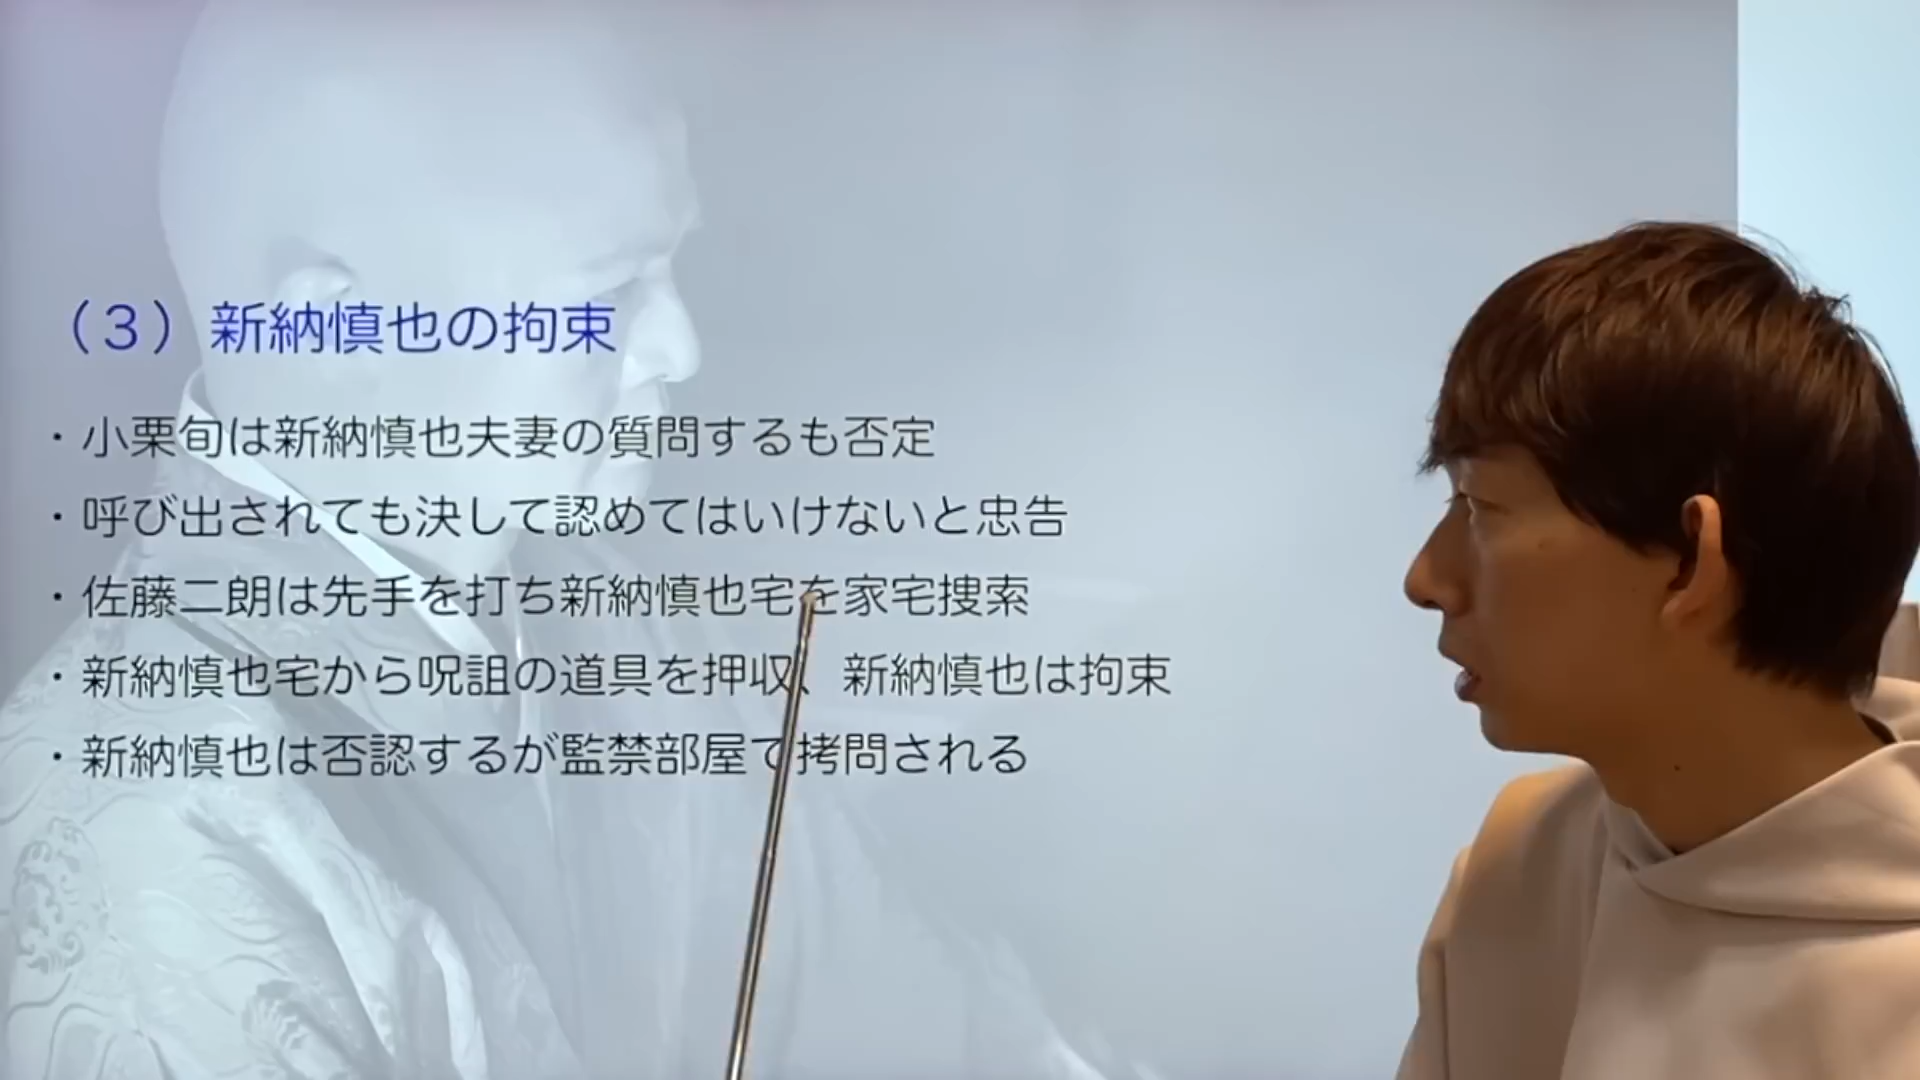 （３）新納慎也の拘束
・小栗旬は新納慎也夫妻の質問するも否定
・呼び出されても決して認めてはいけないと忠告
・佐藤二朗は先手を打ち新納慎也宅を家宅捜索
・新納慎也宅から呪詛の道具を押収、新納慎也は拘束
・新納慎也は否認するが監禁部屋で拷問される